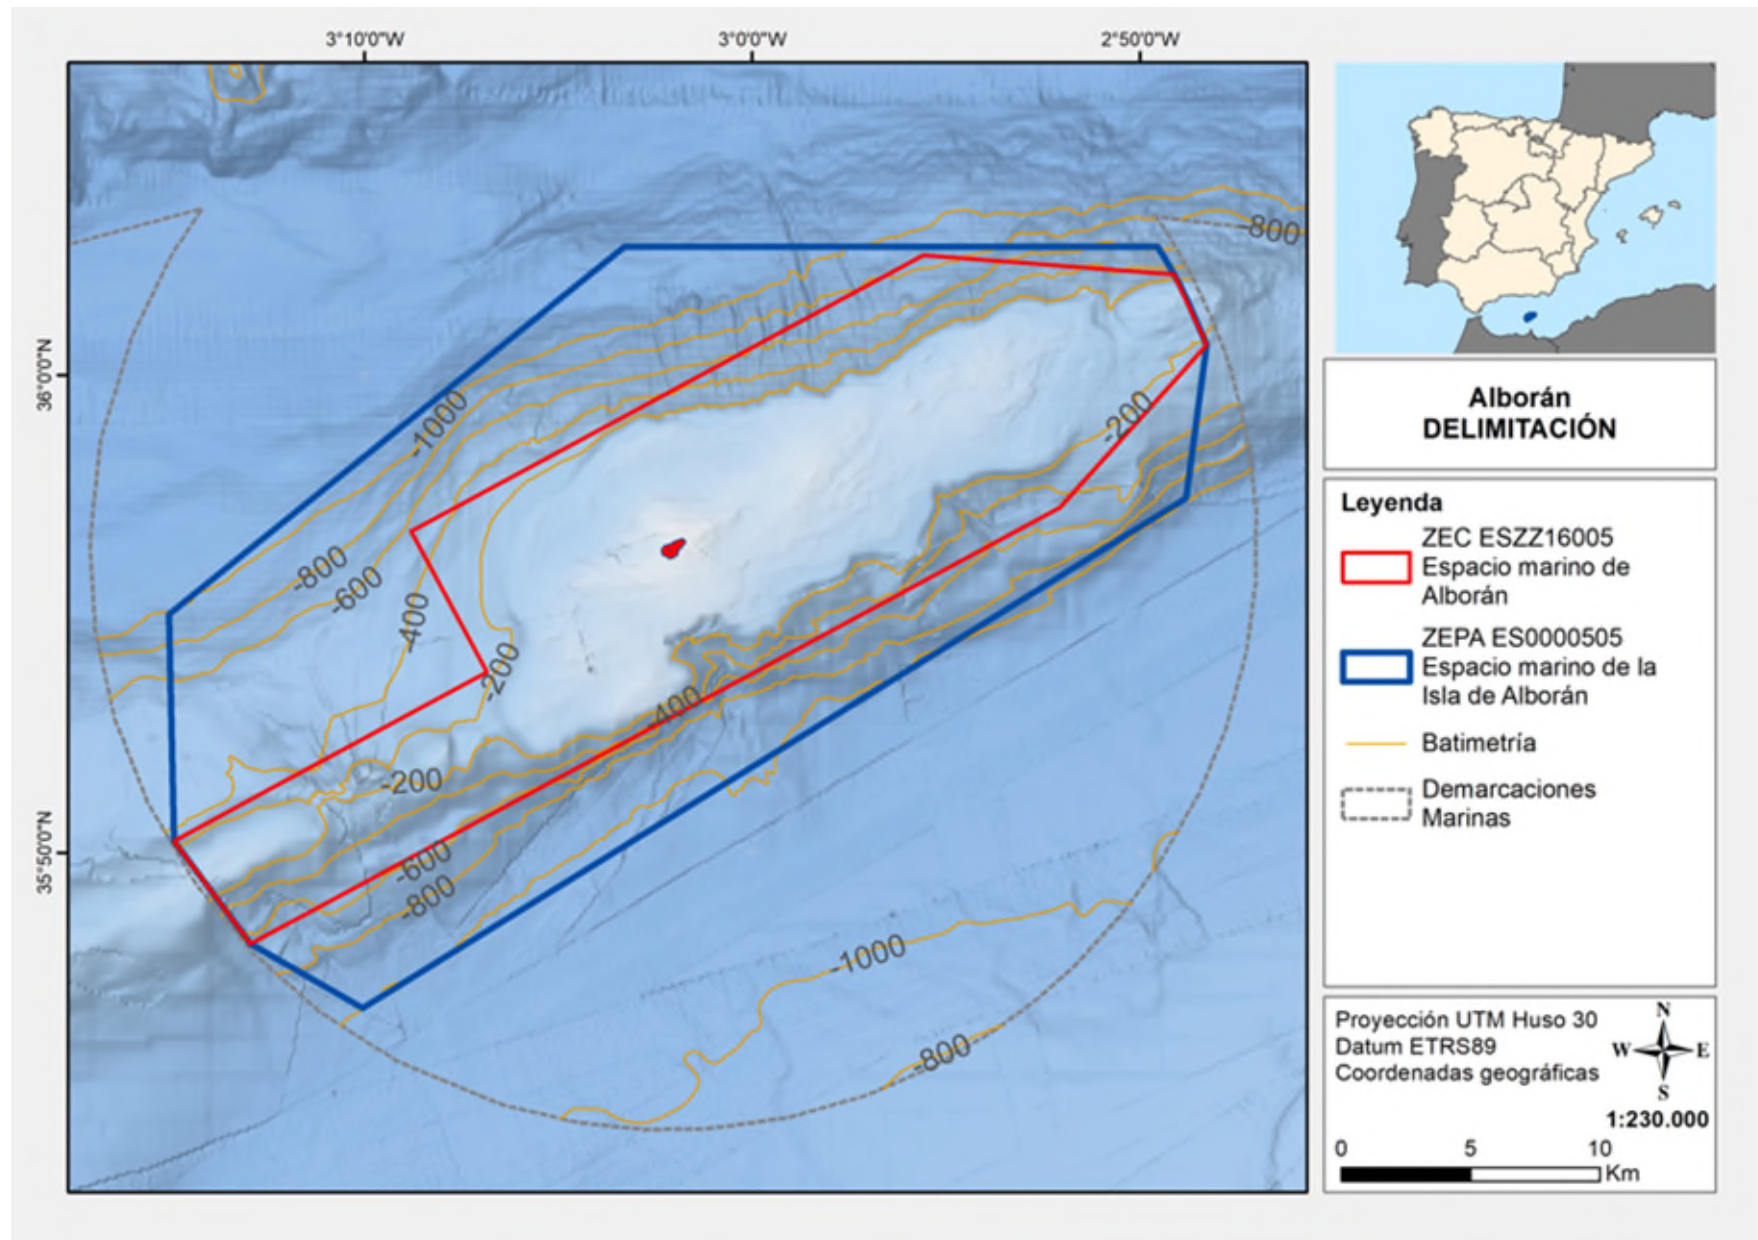 3°10'0"W
3°0'0"W
2°50'0"W
36°0'0"N
35°50'0"N
-800
-1000
-800
-600
-400
-200
-200
-400
-200
-600
-800
-1000
-800
Alborán
DELIMITACIÓN
Leyenda
ZEC ESZZ16005
Espacio marino de
Alborán
ZEPA ES0000505
Espacio marino de la
Isla de Alborán
Batimetría
Demarcaciones
Marinas
Proyección UTM Huso 30
Datum ETRS89
Coordenadas geográficas
N
W E
S
1:230.000
0 5 10
Km